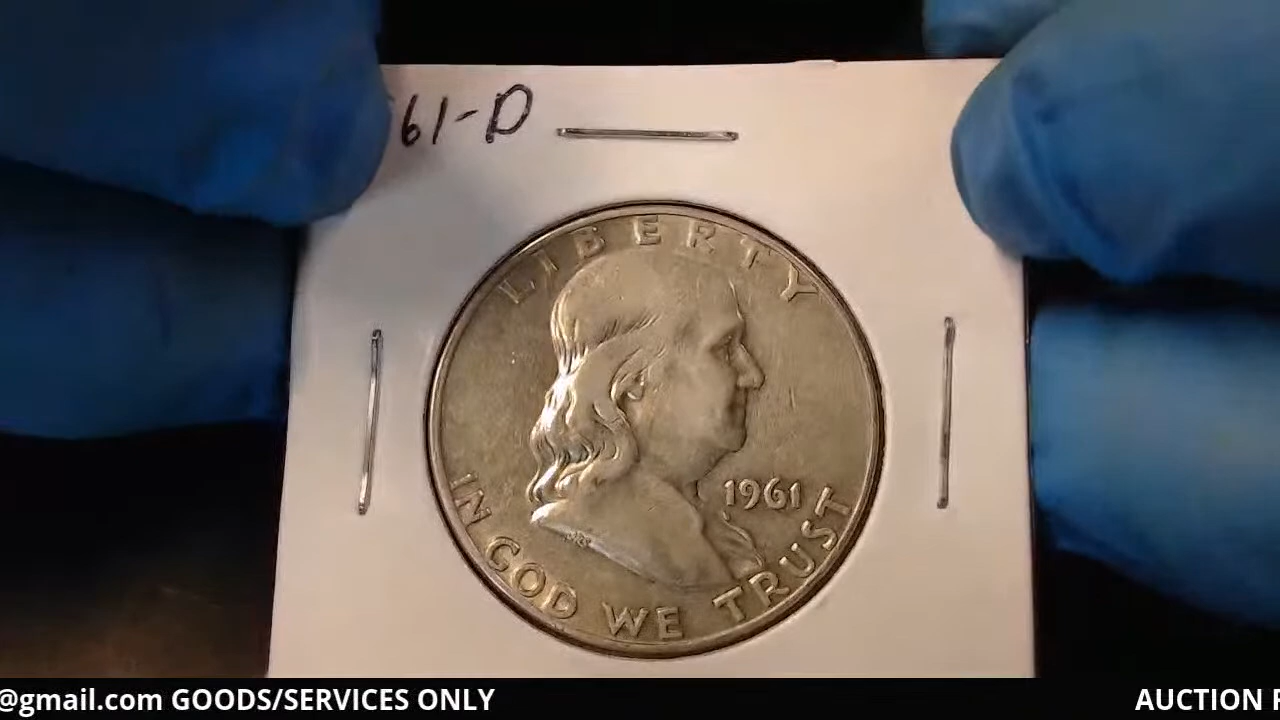 61-D
LIBERTY
1961
IN GOD WE TRUST
@gmail.com GOODS/SERVICES ONLY
AUCTION